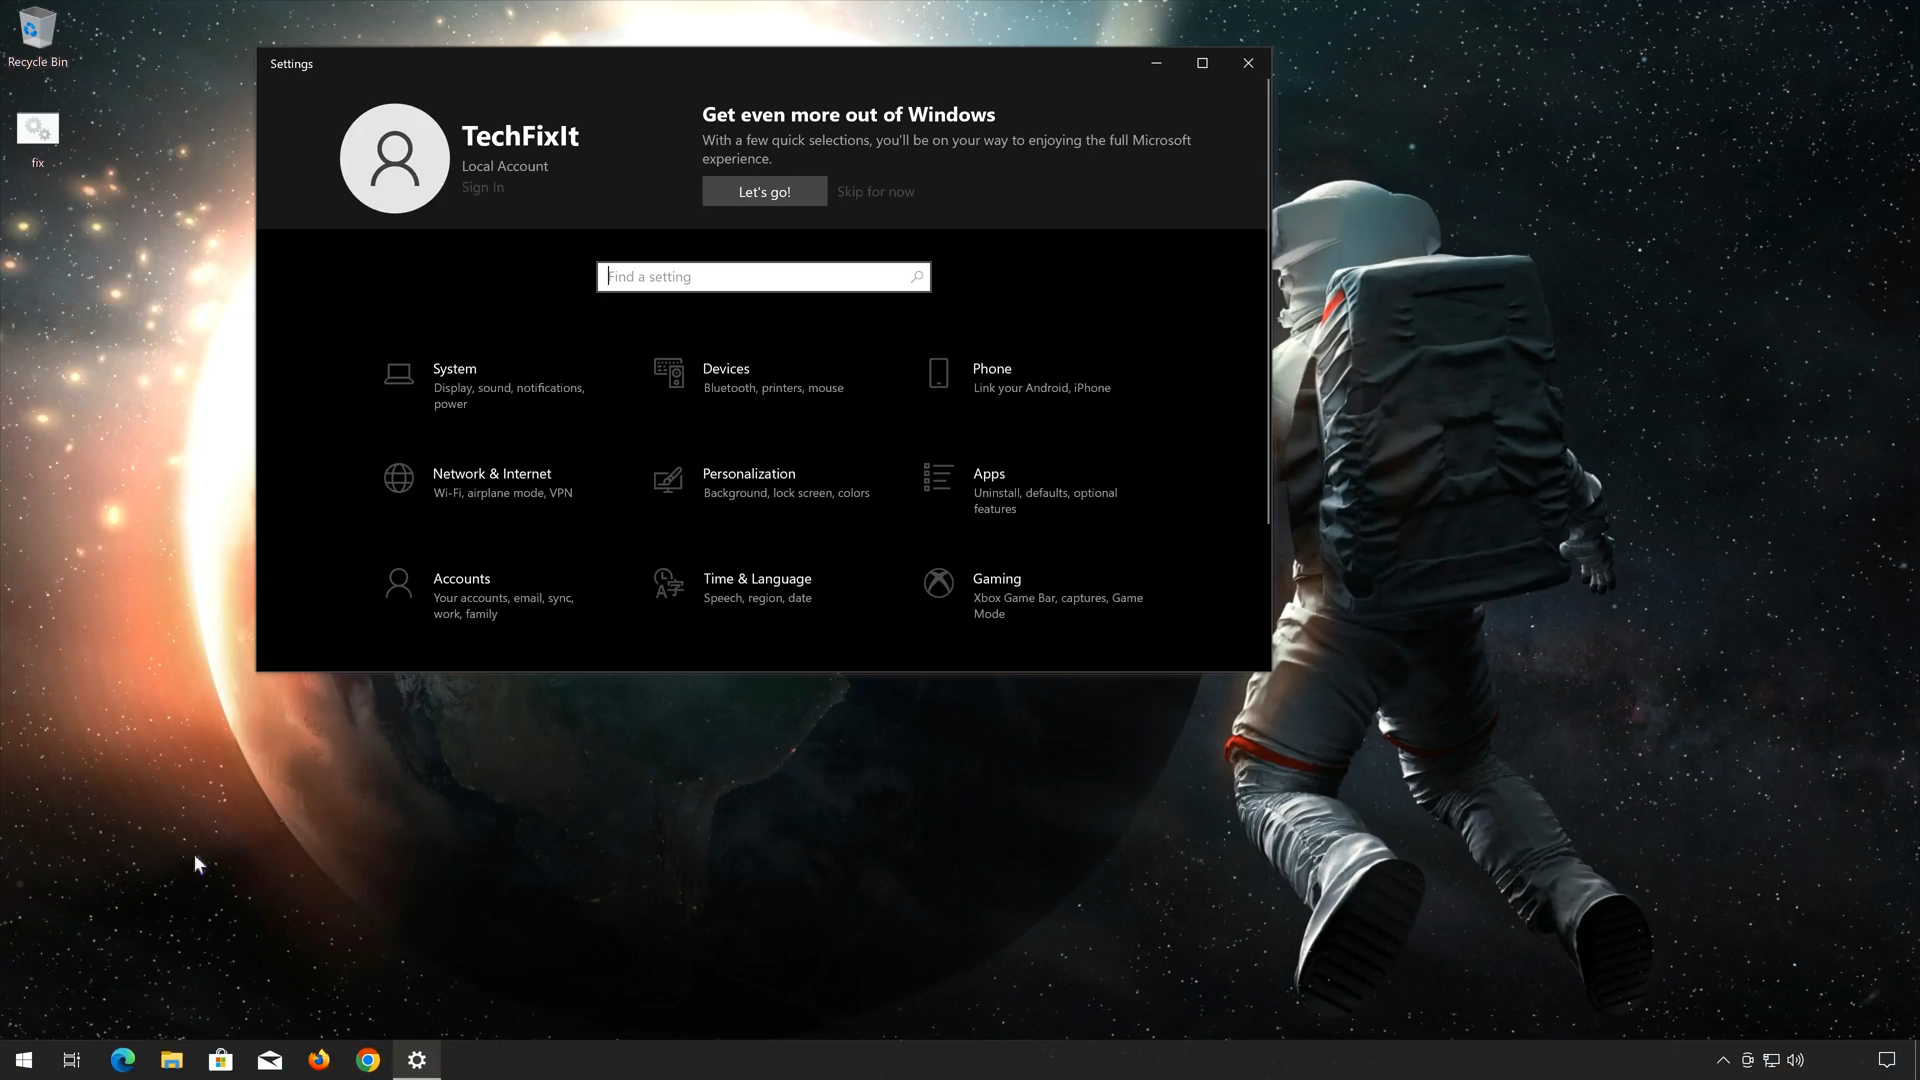 Recycle Bin
fix
Settings
TechFixIt
Local Account
Sign In
Get even more out of Windows
With a few quick selections, you'll be on your way to enjoying the full Microsoft
experience.
Let's go!
Skip for now
Find a setting
System
Display, sound, notifications,
power
Devices
Bluetooth, printers, mouse
Phone
Link your Android, iPhone
Network & Internet
Wi-Fi, airplane mode, VPN
Personalization
Background, lock screen, colors
Apps
Uninstall, defaults, optional
features
Accounts
Your accounts, email, sync,
work, family
Time & Language
Speech, region, date
Gaming
Xbox Game Bar, captures, Game
Mode